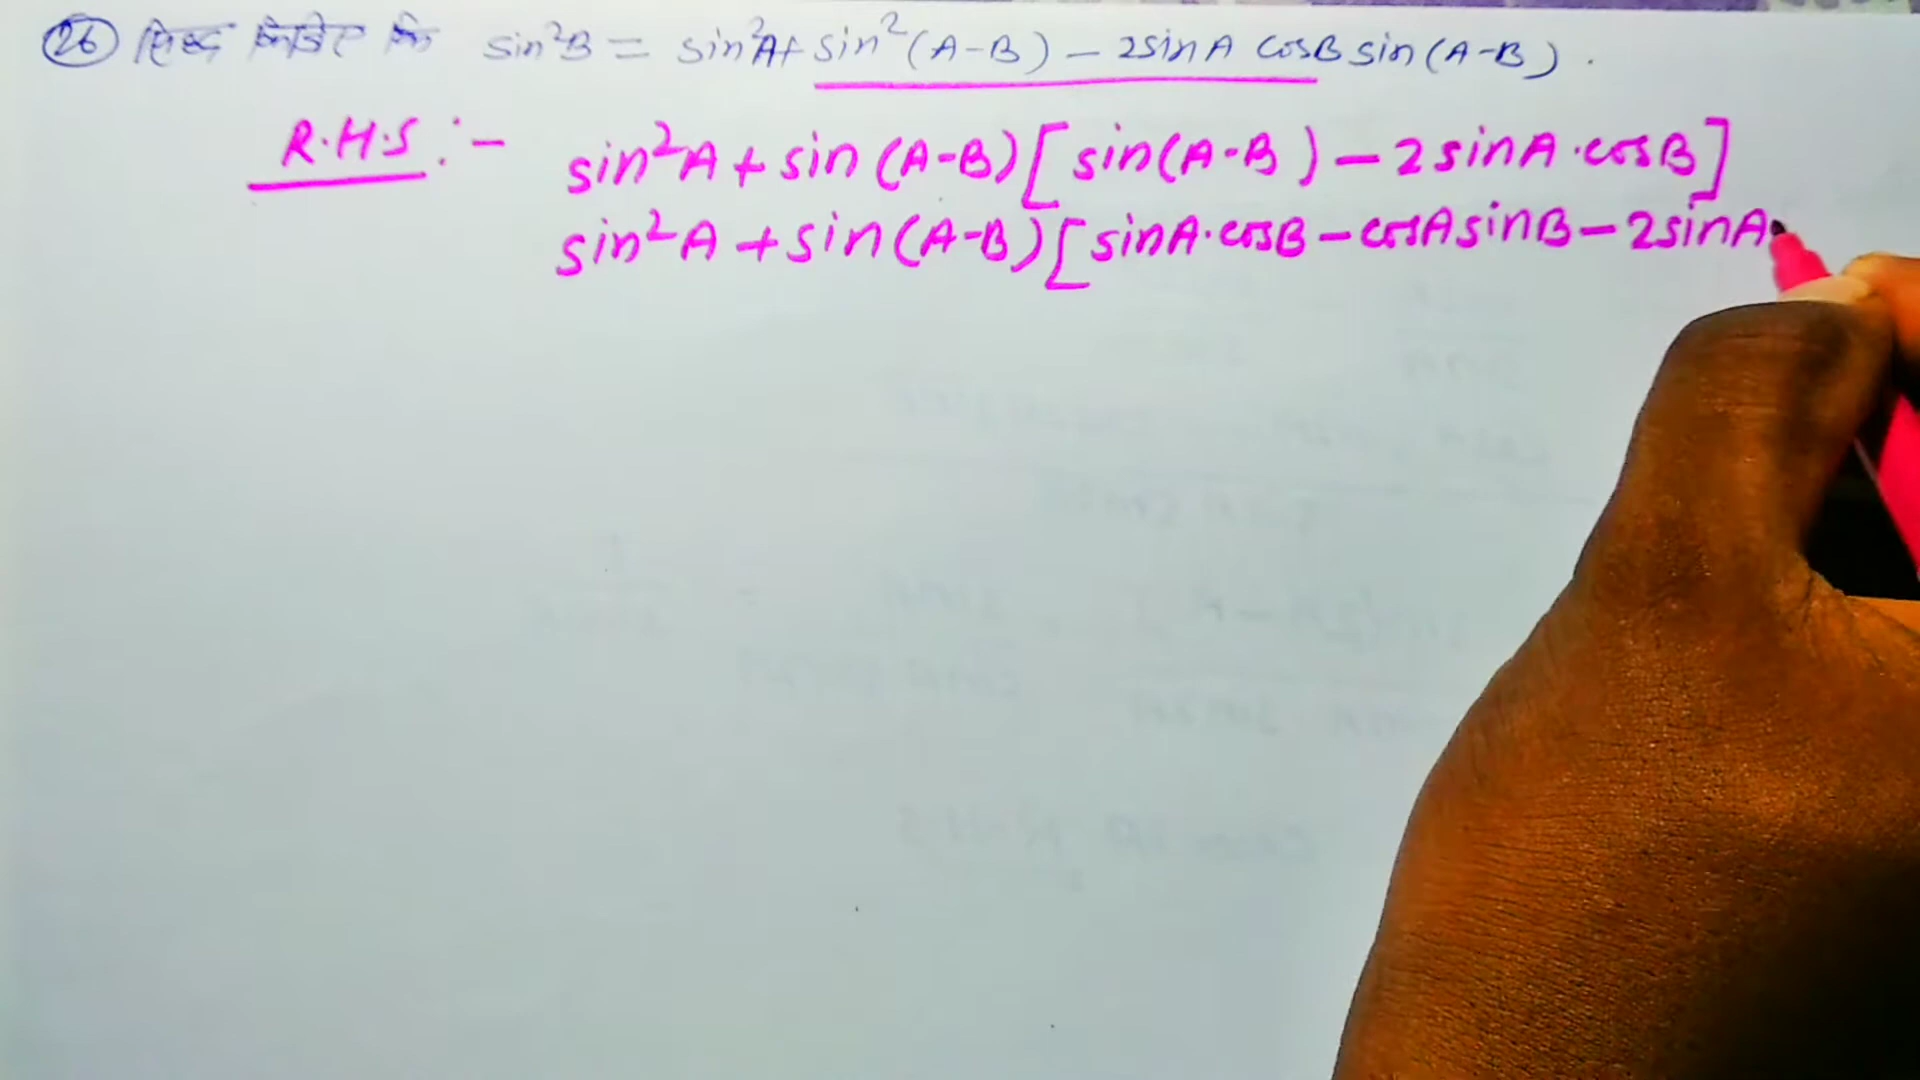 26 सिद्ध कीजिए कि sin²B = sin²A + sin²(A-B) - 2sinA cosB sin(A-B).
R.H.S :- sin²A + sin(A-B)[sin(A-B) - 2sinA·cosB]
sin²A + sin(A-B)[sinA·cosB - cosAsinB - 2sinA·